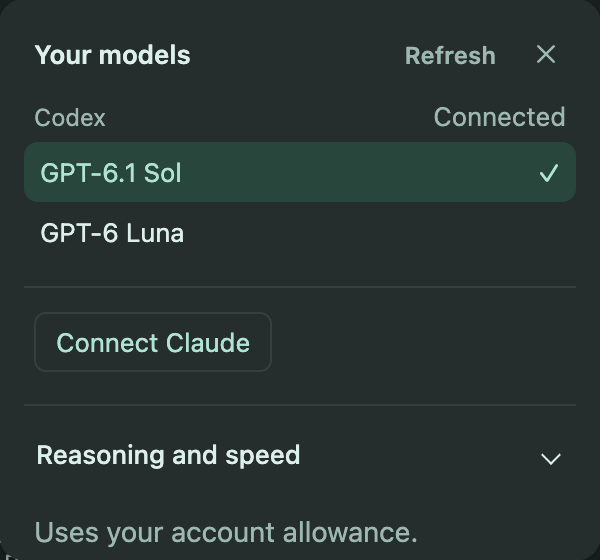 Your models
Refresh
Codex
Connected
GPT-6.1 Sol
GPT-6 Luna
Connect Claude
Reasoning and speed
Uses your account allowance.